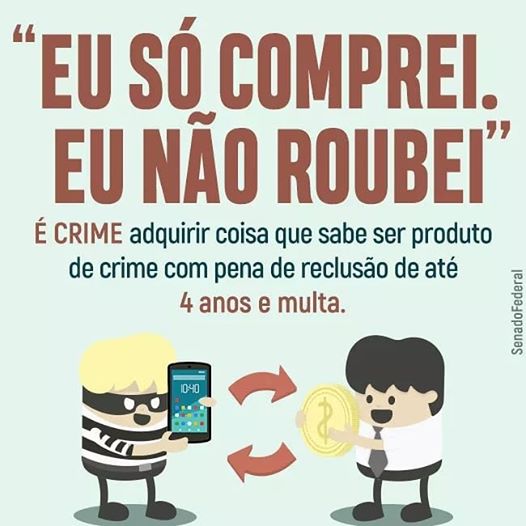 “EU SÓ COMPREI.
EU NÃO ROUBEI”
É CRIME adquirir coisa que sabe ser produto
de crime com pena de reclusão de até
4 anos e multa.
SenadoFederal
10:40